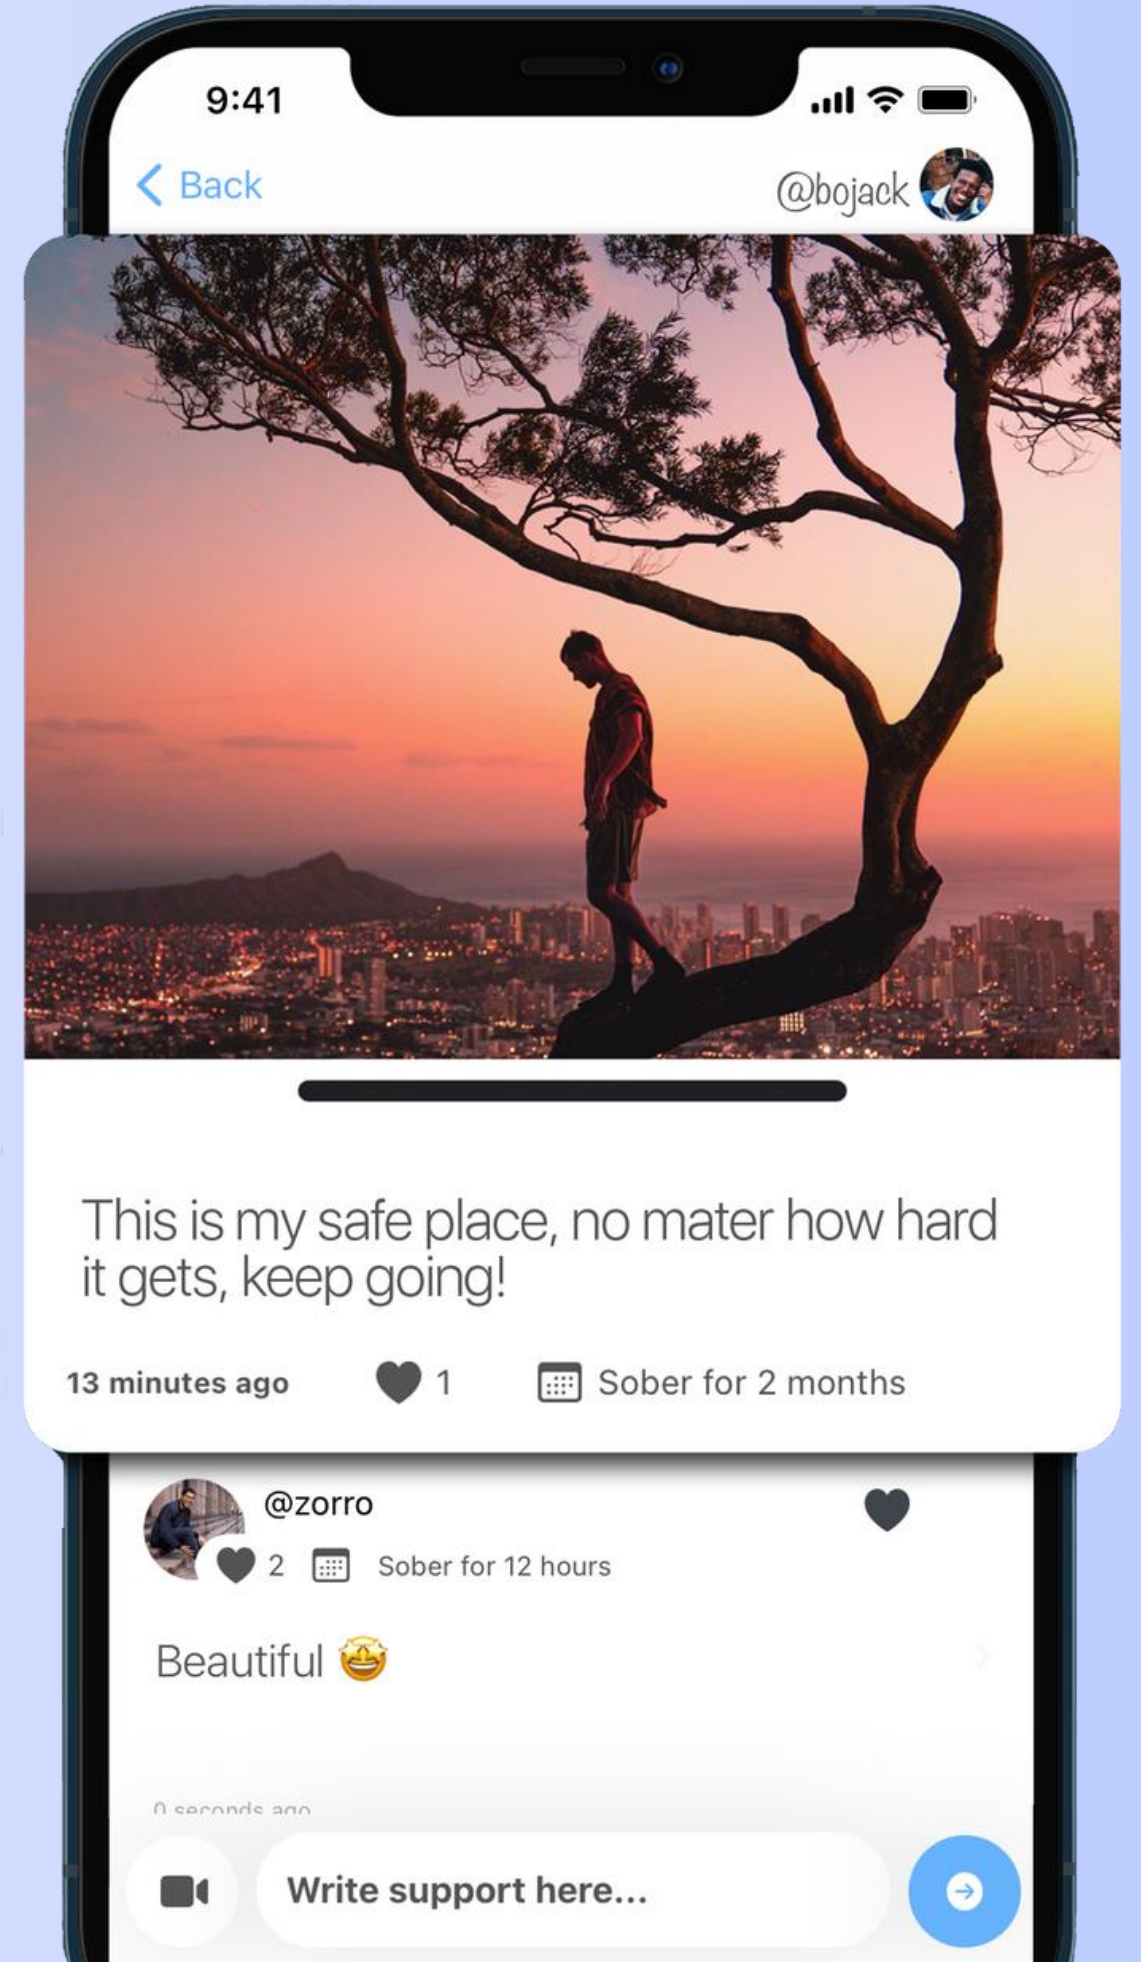 9:41
Back
@bojack
This is my safe place, no mater how hard
it gets, keep going!
13 minutes ago
1
Sober for 2 months
@zorro
2
Sober for 12 hours
Beautiful 🤩
0 seconds ago
Write support here...